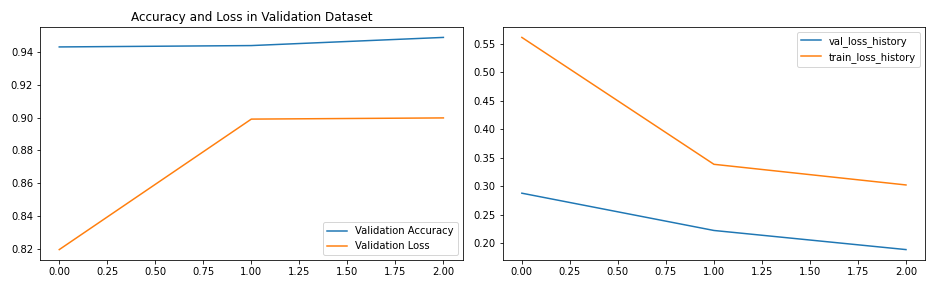 Accuracy and Loss in Validation Dataset
0.94
0.92
0.90
0.88
0.86
0.84
0.82
0.00 0.25 0.50 0.75 1.00 1.25 1.50 1.75 2.00
Validation Accuracy
Validation Loss
0.55
0.50
0.45
0.40
0.35
0.30
0.25
0.20
0.00 0.25 0.50 0.75 1.00 1.25 1.50 1.75 2.00
val_loss_history
train_loss_history